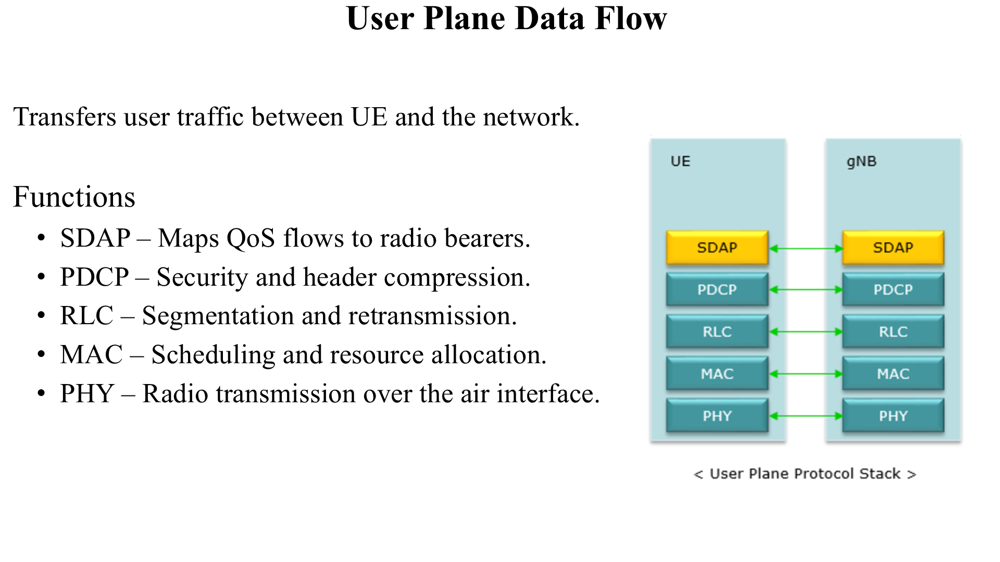 User Plane Data Flow
Transfers user traffic between UE and the network.
Functions
• SDAP – Maps QoS flows to radio bearers.
• PDCP – Security and header compression.
• RLC – Segmentation and retransmission.
• MAC – Scheduling and resource allocation.
• PHY – Radio transmission over the air interface.
UE gNB
SDAP SDAP
PDCP PDCP
RLC RLC
MAC MAC
PHY PHY
< User Plane Protocol Stack >